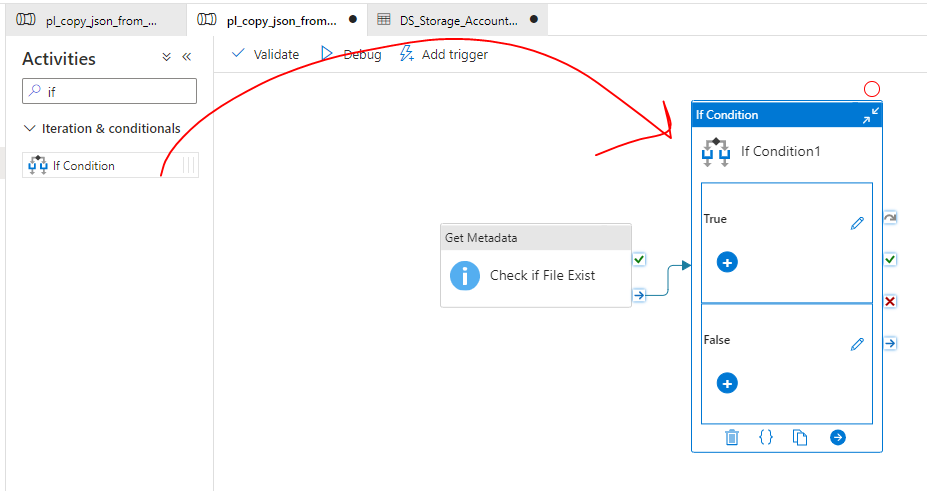 pl_copy_json_from_...
pl_copy_json_from...
DS_Storage_Account...
Activities
Validate
Debug
Add trigger
if
Iteration & conditionals
If Condition
If Condition
If Condition1
True
Get Metadata
Check if File Exist
False